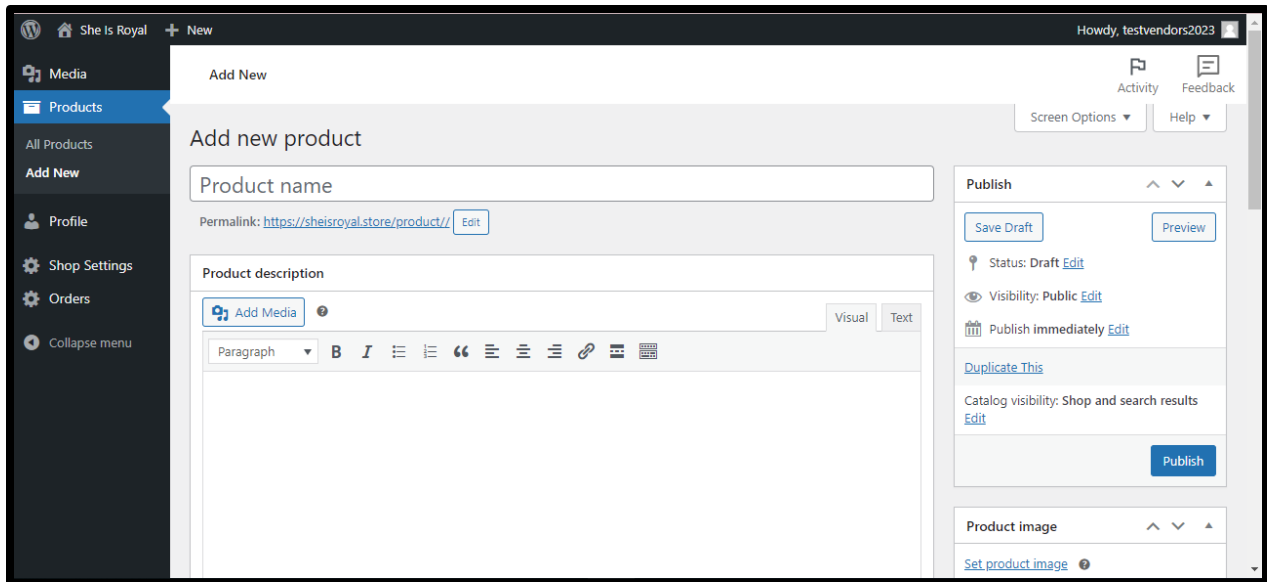 She Is Royal New Howdy, testvendors2023
Media
Products
All Products
Add New
Profile
Shop Settings
Orders
Collapse menu
Add New
Activity Feedback
Screen Options ▼ Help ▼
Add new product
Product name
Permalink: https://sheisroyal.store/product// Edit
Product description
Add Media
Visual Text
Paragraph B I
Publish
Save Draft Preview
Status: Draft Edit
Visibility: Public Edit
Publish immediately Edit
Duplicate This
Catalog visibility: Shop and search results
Edit
Publish
Product image
Set product image